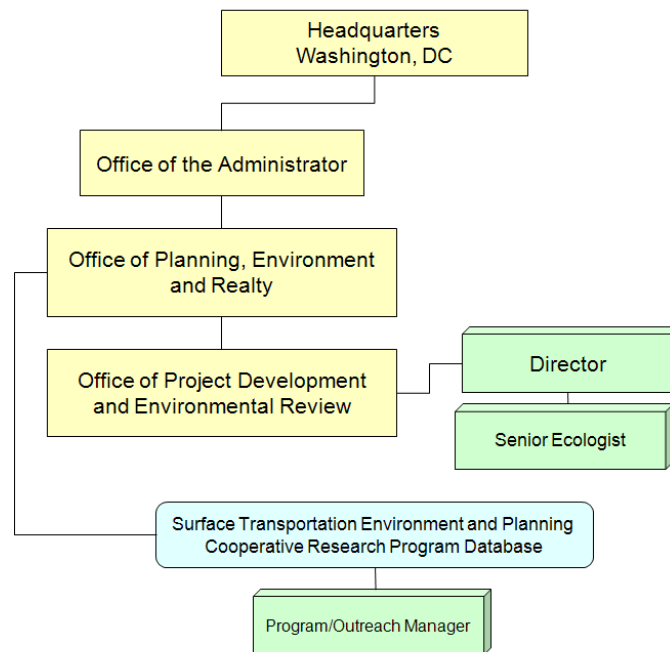 Headquarters
Washington, DC
Office of the Administrator
Office of Planning, Environment
and Realty
Office of Project Development
and Environmental Review
Director
Senior Ecologist
Surface Transportation Environment and Planning
Cooperative Research Program Database
Program/Outreach Manager